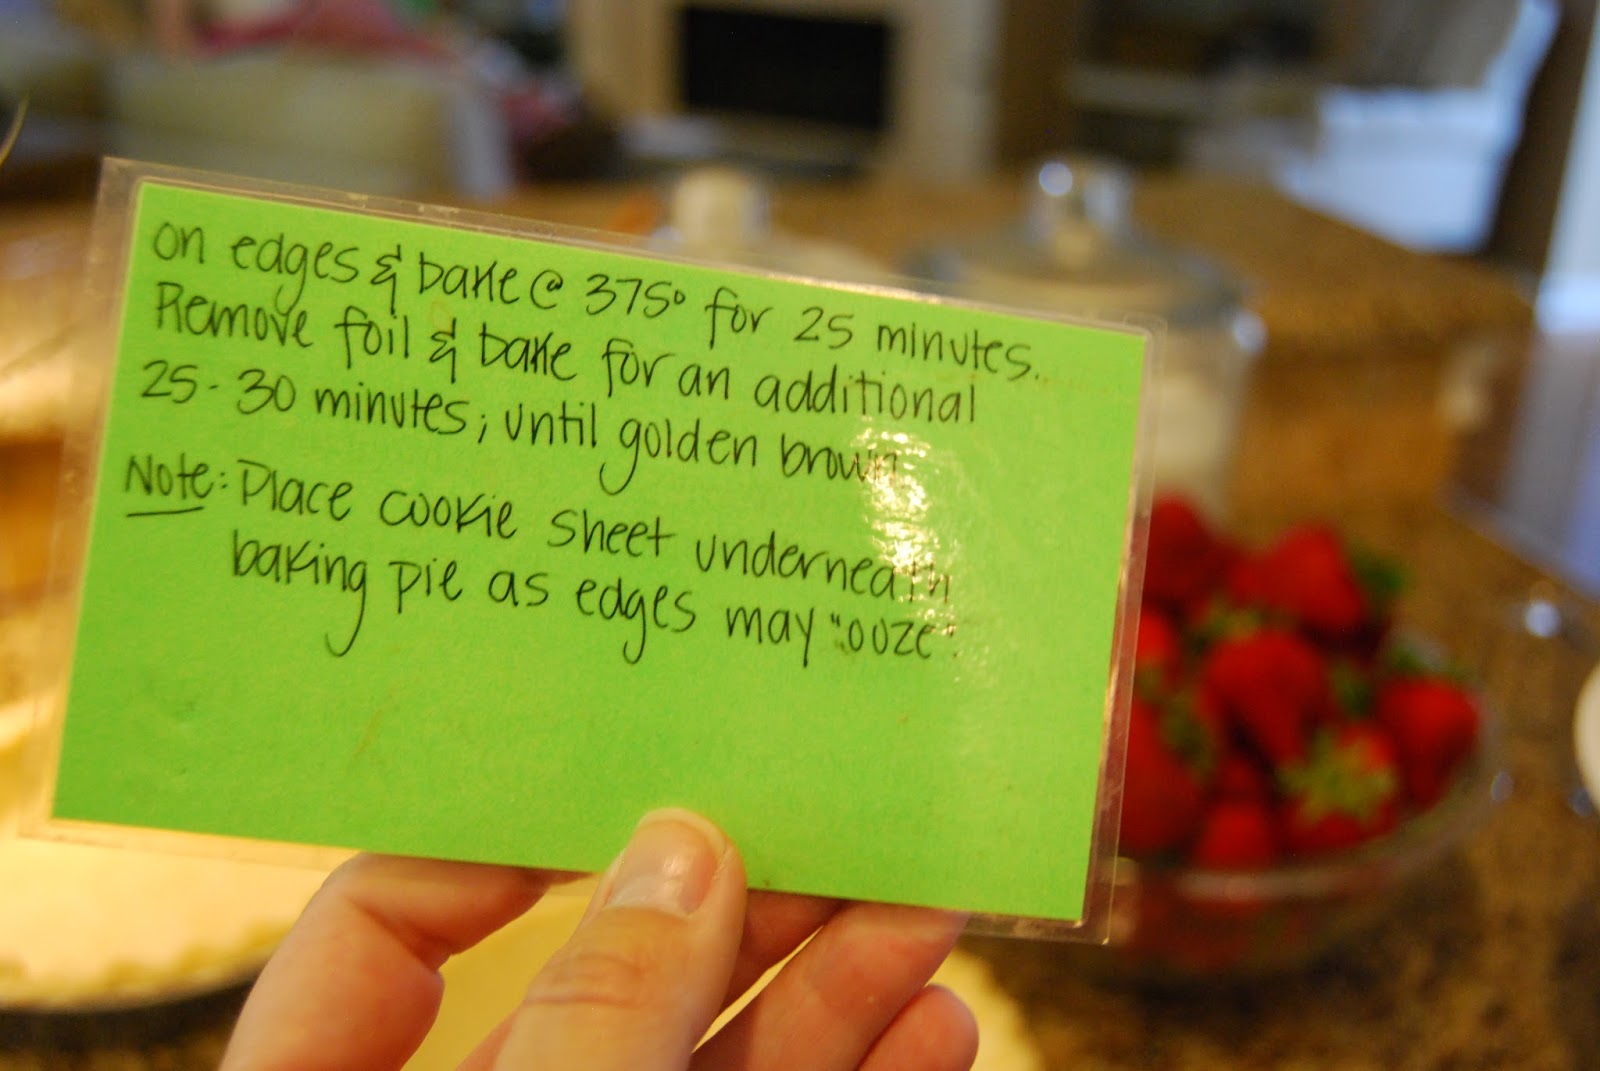 on edges & bake @ 375° for 25 minutes.
Remove foil & bake for an additional
25-30 minutes; until golden brown.
Note: Place cookie sheet underneath
baking pie as edges may "ooze".